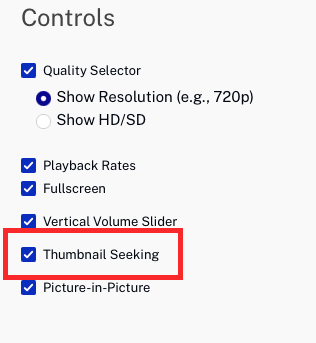 Controls
Quality Selector
Show Resolution (e.g., 720p)
Show HD/SD
Playback Rates
Fullscreen
Vertical Volume Slider
Thumbnail Seeking
Picture-in-Picture